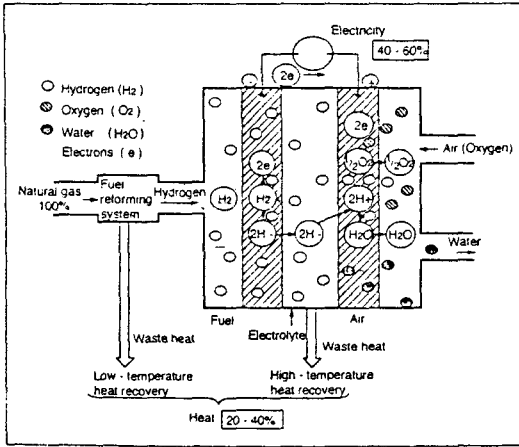 Electricity
40 - 60%
2e
Hydrogen (H2)
Oxygen (O2)
Water (H2O)
Electrons (e)
2e
Air (Oxygen)
2e
1/2O2
1/2O2
Natural gas
100%
Fuel
reforming
system
Hydrogen
H2
H2
2H+
2H-
2H-
H2O
H2O
Water
Fuel
Electrolyte
Air
Waste heat
Waste heat
Low - temperature
heat recovery
High - temperature
heat recovery
Heat
20 - 40%